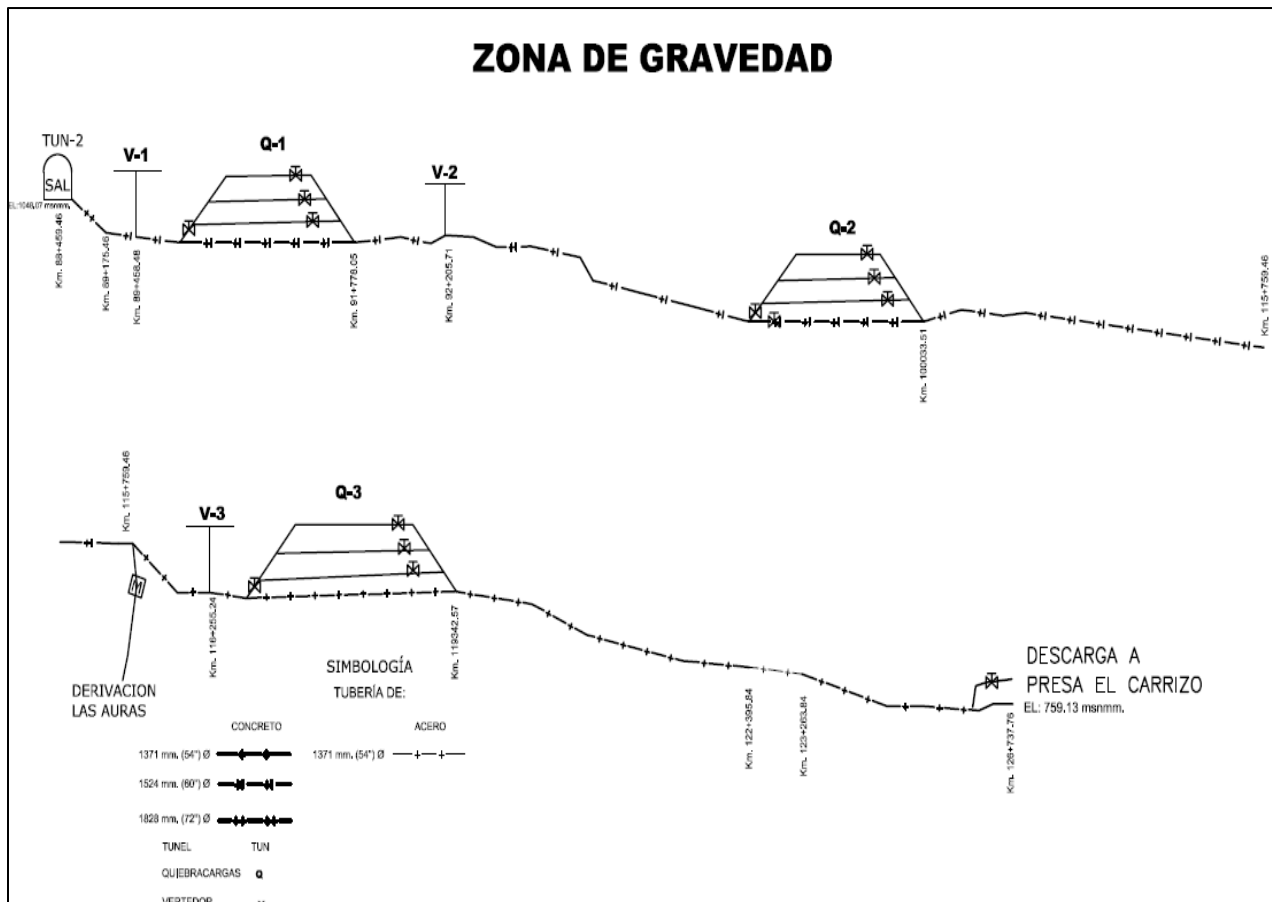 ZONA DE GRAVEDAD
TUN-2
SAL
EL:1048.07 msnmm.
V-1
Q-1
V-2
Q-2
Km. 88+459.46
Km. 89+175.46
Km. 89+458.48
Km. 91+778.05
Km. 92+205.71
Km. 100033.51
Km. 115+759.46
Km. 115+759.46
V-3
Q-3
M
DERIVACION
LAS AURAS
Km. 116+255.24
Km. 119342.57
Km. 122+395.84
Km. 123+263.84
Km. 126+737.76
DESCARGA A
PRESA EL CARRIZO
EL: 759.13 msnmm.
SIMBOLOGÍA
TUBERÍA DE:
CONCRETO ACERO
1371 mm. (54") Ø 1371 mm. (54") Ø
1524 mm. (60") Ø
1828 mm. (72") Ø
TUNEL TUN
QUIEBRACARGAS Q
VERTEDOR